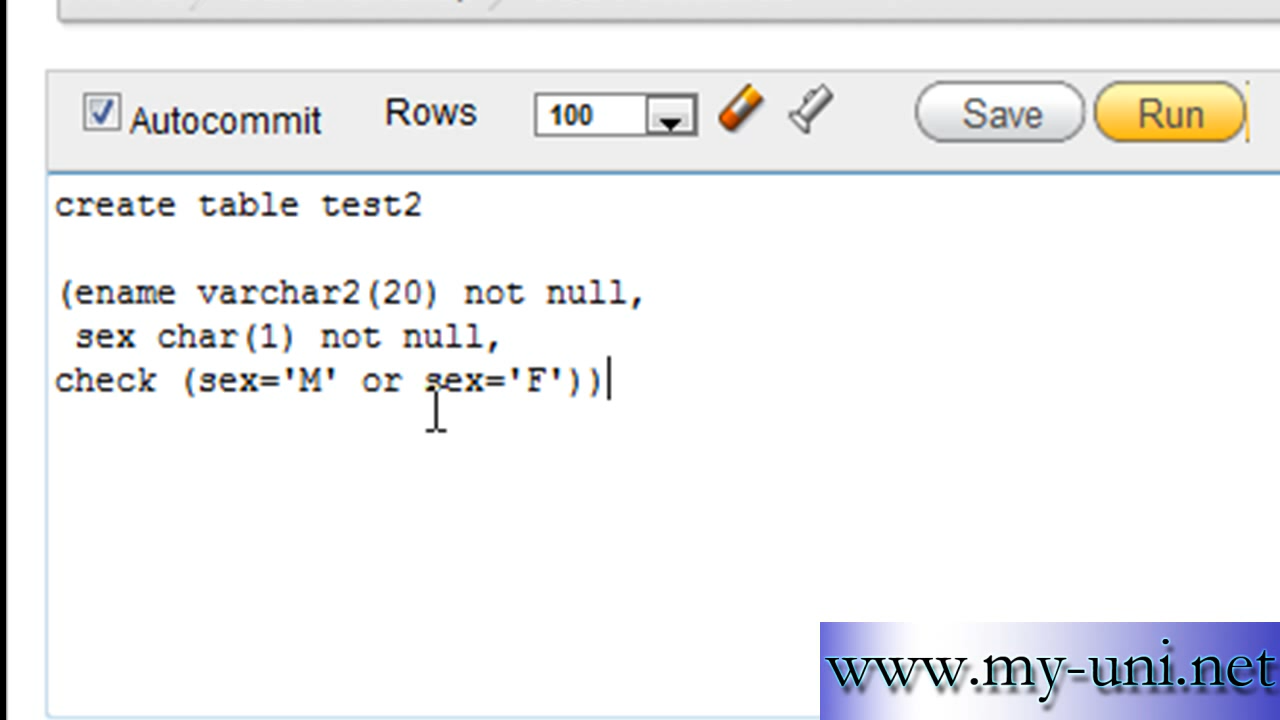 Autocommit Rows 100 Save Run
create table test2
(ename varchar2(20) not null,
sex char(1) not null,
check (sex='M' or sex='F'))
www.my-uni.net